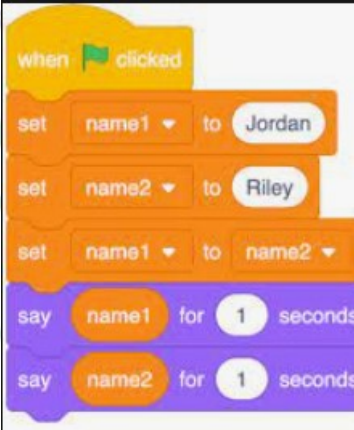 when clicked
set name1 to Jordan
set name2 to Riley
set name1 to name2
say name1 for 1 seconds
say name2 for 1 seconds